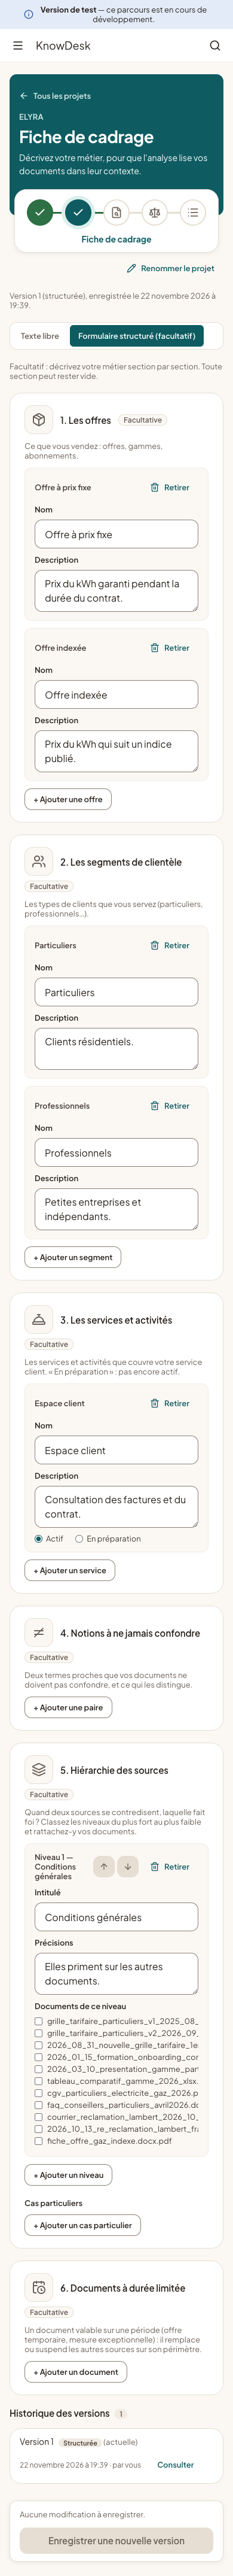 Version de test — ce parcours est en cours de
développement.
KnowDesk
Tous les projets
ELYRA
Fiche de cadrage
Décrivez votre métier, pour que l'analyse lise vos
documents dans leur contexte.
Fiche de cadrage
Renommer le projet
Version 1 (structurée), enregistrée le 22 novembre 2026 à
19:39.
Texte libre
Formulaire structuré (facultatif)
Facultatif : décrivez votre métier section par section. Toute
section peut rester vide.
1. Les offres
Facultative
Ce que vous vendez : offres, gammes,
abonnements.
Offre à prix fixe
Retirer
Nom
Offre à prix fixe
Description
Prix du kWh garanti pendant la
durée du contrat.
Offre indexée
Retirer
Nom
Offre indexée
Description
Prix du kWh qui suit un indice
publié.
+ Ajouter une offre
2. Les segments de clientèle
Facultative
Les types de clients que vous servez (particuliers,
professionnels…).
Particuliers
Retirer
Nom
Particuliers
Description
Clients résidentiels.
Professionnels
Retirer
Nom
Professionnels
Description
Petites entreprises et
indépendants.
+ Ajouter un segment
3. Les services et activités
Facultative
Les services et activités que couvre votre service
client. « En préparation » : pas encore actif.
Espace client
Retirer
Nom
Espace client
Description
Consultation des factures et du
contrat.
Actif
En préparation
+ Ajouter un service
4. Notions à ne jamais confondre
Facultative
Deux termes proches que vos documents ne
doivent pas confondre, et ce qui les distingue.
+ Ajouter une paire
5. Hiérarchie des sources
Facultative
Quand deux sources se contredisent, laquelle fait
foi ? Classez les niveaux du plus fort au plus faible
et rattachez-y vos documents.
Niveau 1 —
Conditions
générales
Retirer
Intitulé
Conditions générales
Précisions
Elles priment sur les autres
documents.
Documents de ce niveau
grille_tarifaire_particuliers_v1_2025_08_
grille_tarifaire_particuliers_v2_2026_09_
2026_08_31_nouvelle_grille_tarifaire_1e
2026_01_15_formation_onboarding_cor
2026_03_10_presentation_gamme_part
tableau_comparatif_gamme_2026_xlsx.
cgv_particuliers_electricite_gaz_2026.p
faq_conseillers_particuliers_avril2026.do
courrier_reclamation_lambert_2026_10_
2026_10_13_re_reclamation_lambert_fra
fiche_offre_gaz_indexe.docx.pdf
+ Ajouter un niveau
Cas particuliers
+ Ajouter un cas particulier
6. Documents à durée limitée
Facultative
Un document valable sur une période (offre
temporaire, mesure exceptionnelle) : il remplace
ou suspend les autres sources sur son périmètre.
+ Ajouter un document
Historique des versions 1
Version 1 Structurée (actuelle)
22 novembre 2026 à 19:39 · par vous
Consulter
Aucune modification à enregistrer.
Enregistrer une nouvelle version